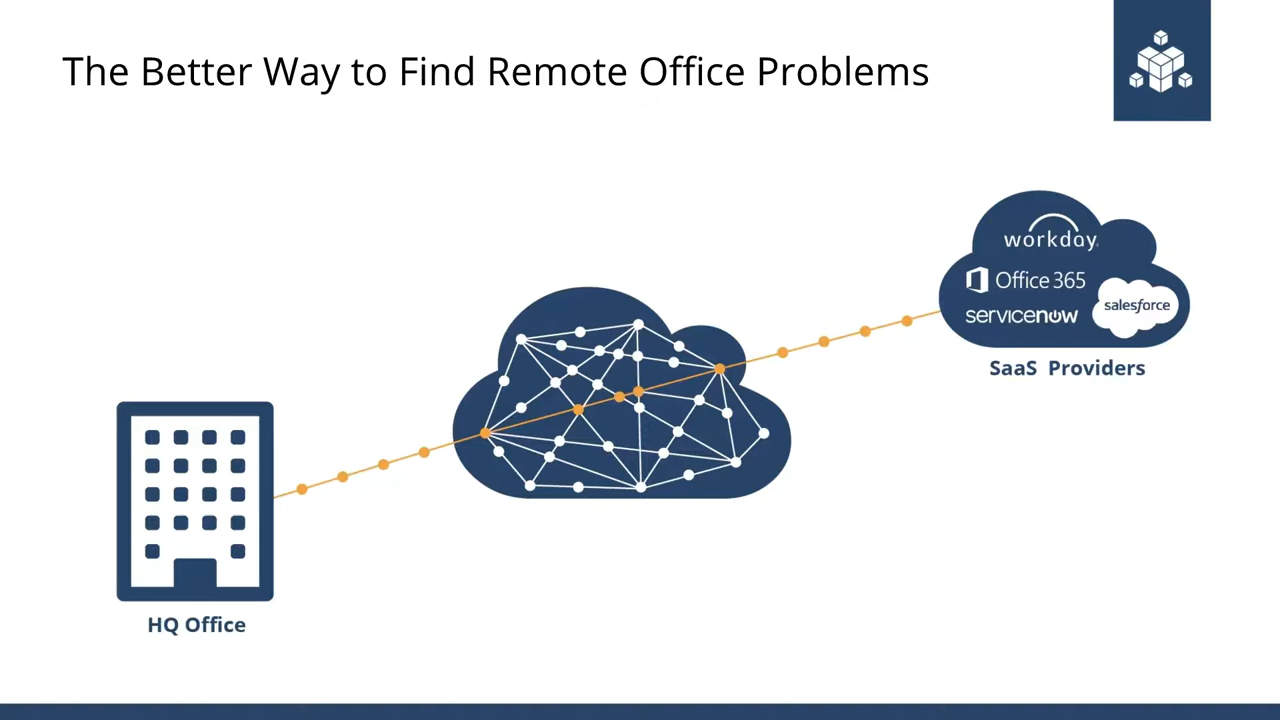 The Better Way to Find Remote Office Problems
workday.
Office 365
servicenow
salesforce
SaaS Providers
HQ Office